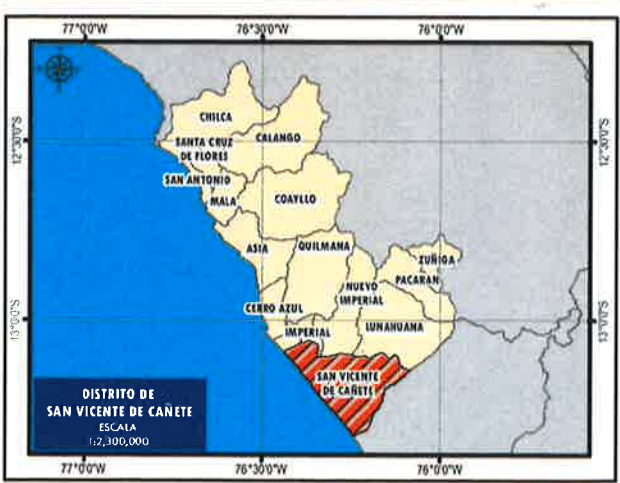 77°0'0"W 76°30'0"W 76°0'0"W
CHILCA
12°30'0"S 12°30'0"S
SANTA CRUZ
DE FLORES
CALANGO
SAN ANTONIO
MALA
COAYLLO
ASIA
QUILMANA
ZUÑIGA
PACARAN
NUEVO
IMPERIAL
CERRO AZUL
13°0'0"S 13°0'0"S
IMPERIAL
LUNAHUANA
SAN VICENTE
DE CAÑETE
DISTRITO DE
SAN VICENTE DE CAÑETE
ESCALA
1:2,300,000
77°0'0"W 76°30'0"W 76°0'0"W